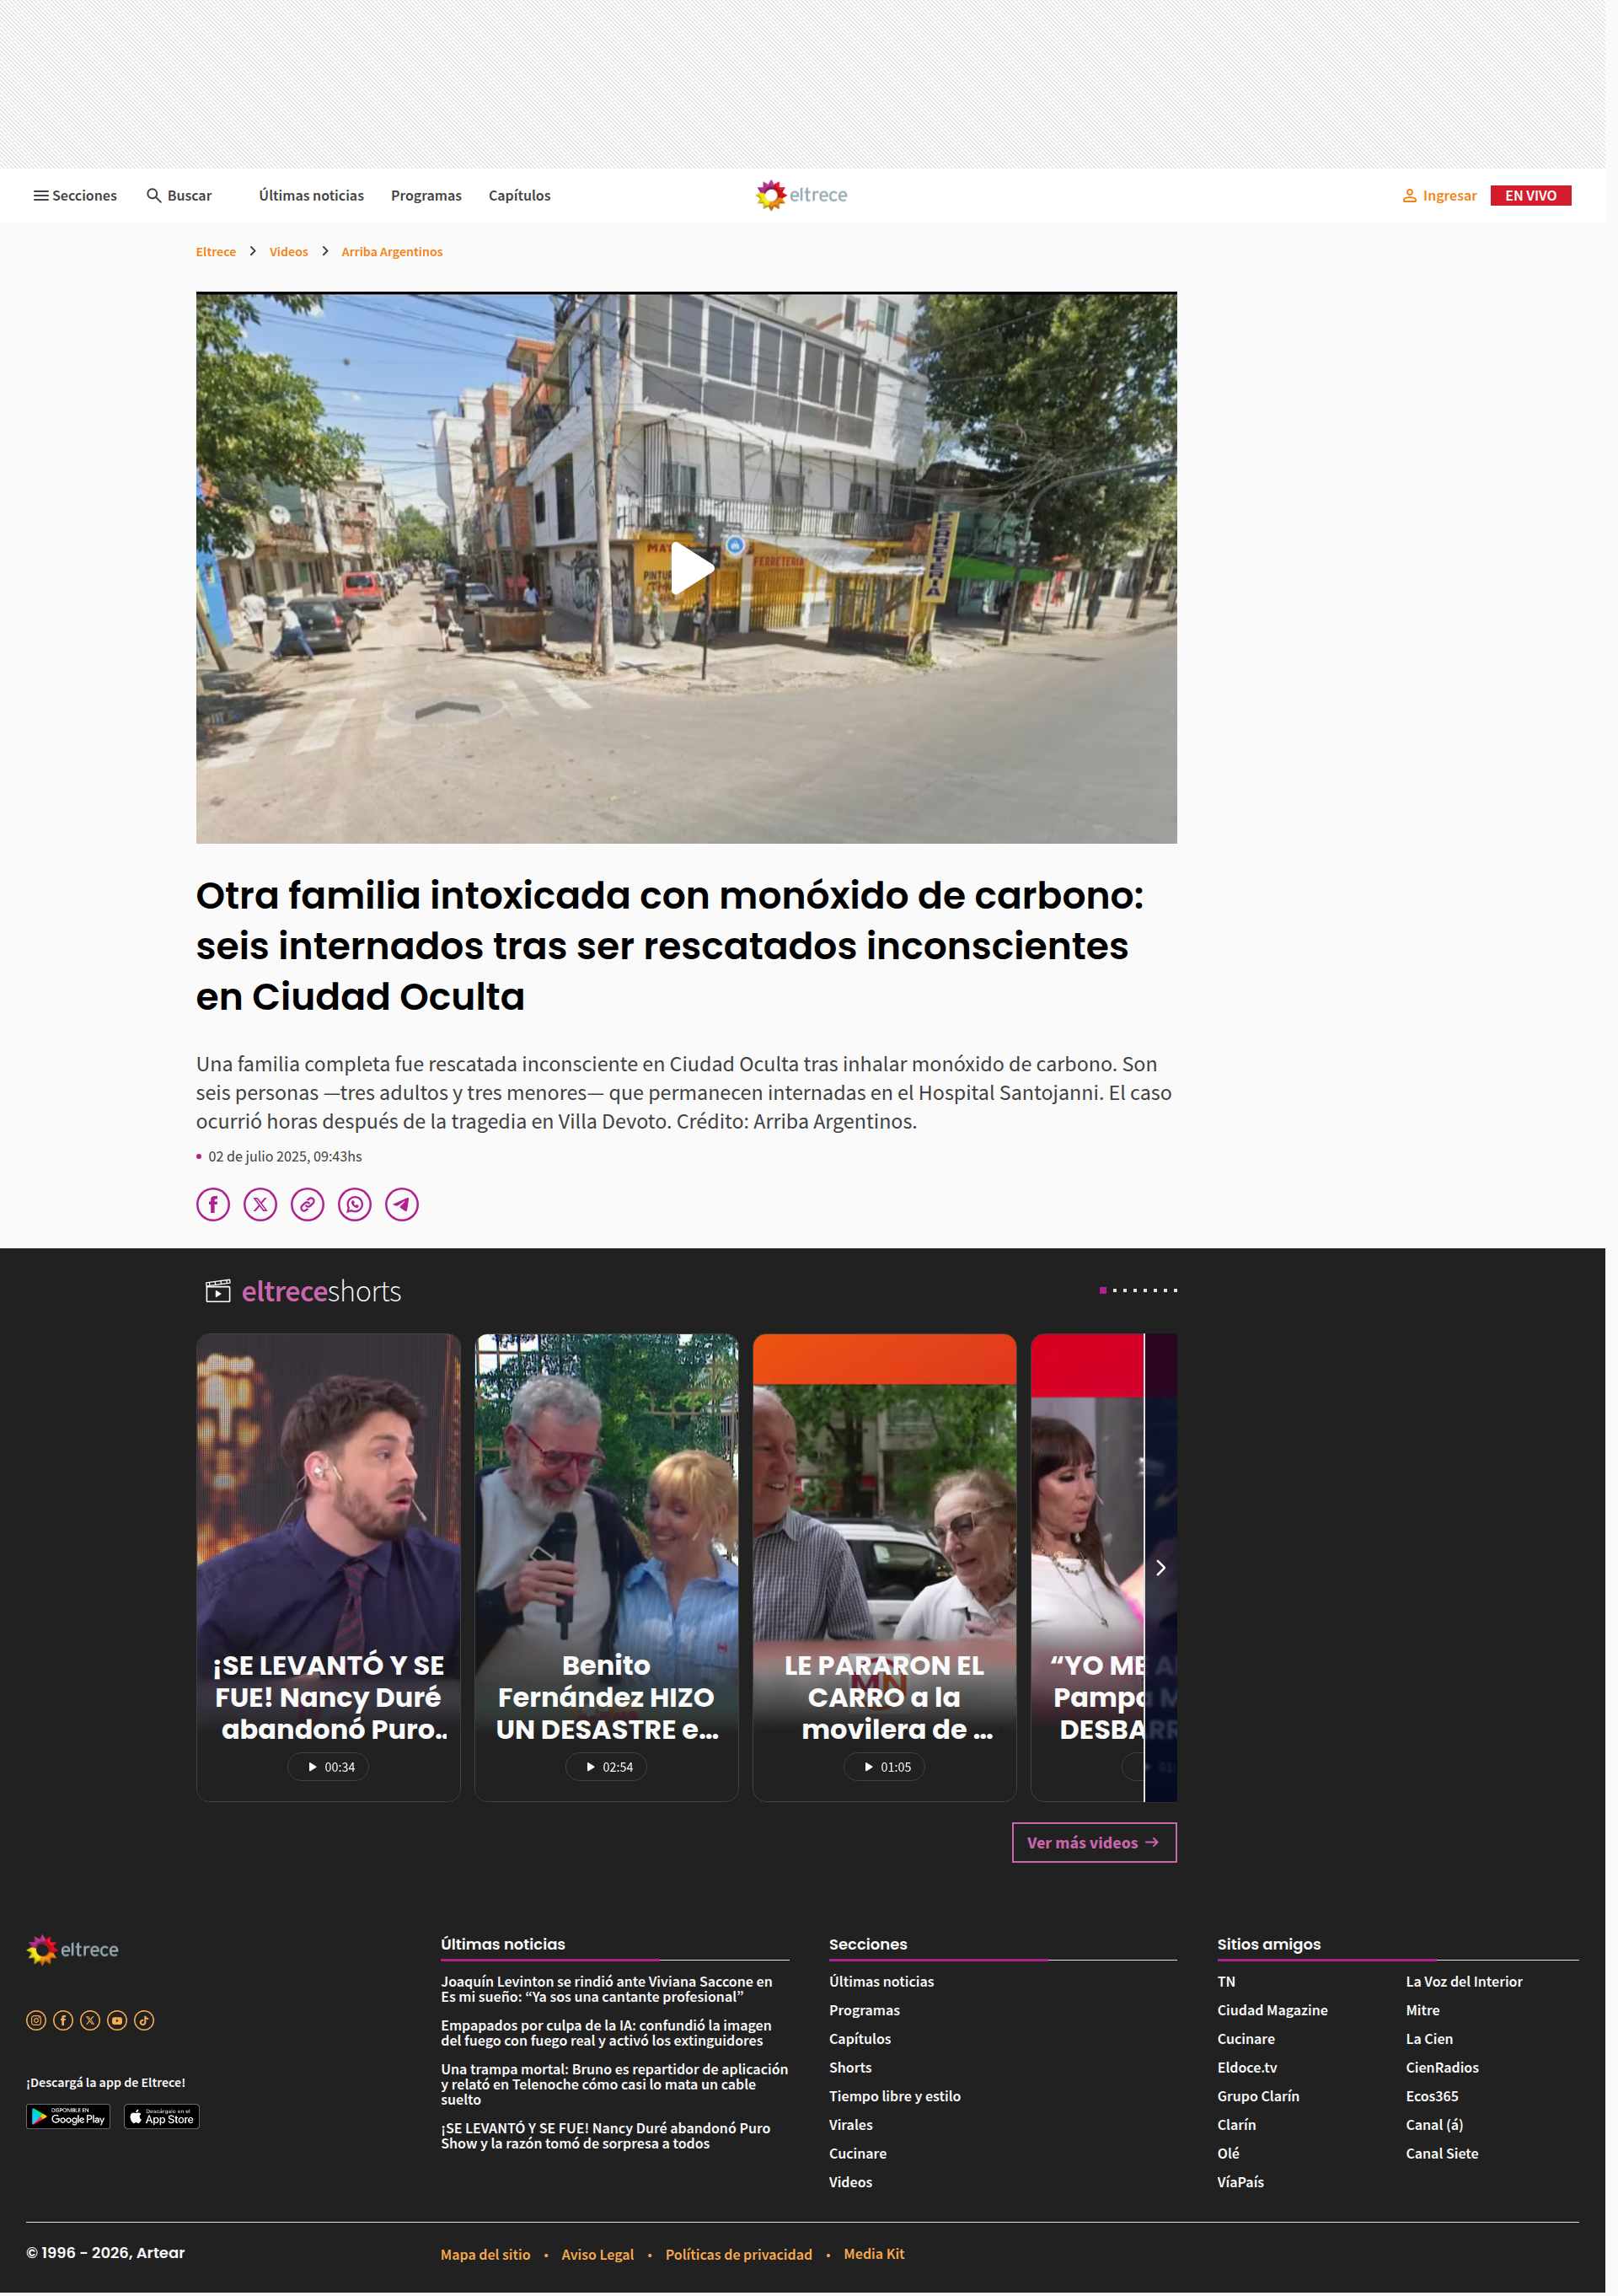 Secciones
Buscar
Últimas noticias
Programas
Capítulos
eltrece
Ingresar
EN VIVO
Eltrece
Videos
Arriba Argentinos
FERRETERIA
FERRETERIA
Otra familia intoxicada con monóxido de carbono:
seis internados tras ser rescatados inconscientes
en Ciudad Oculta
Una familia completa fue rescatada inconsciente en Ciudad Oculta tras inhalar monóxido de carbono. Son
seis personas —tres adultos y tres menores— que permanecen internadas en el Hospital Santojanni. El caso
ocurrió horas después de la tragedia en Villa Devoto. Crédito: Arriba Argentinos.
02 de julio 2025, 09:43hs
eltreceshorts
¡SE LEVANTÓ Y SE
FUE! Nancy Duré
abandonó Puro..
00:34
Benito
Fernández HIZO
UN DESASTRE e...
02:54
LE PARARON EL
CARRO a la
movilera de ...
01:05
“YO ME
Pampa
DESBARR
Ver más videos
eltrece
¡Descargá la app de Eltrece!
DISPONIBLE EN
Google Play
Descárgalo en el
App Store
Últimas noticias
Joaquín Levinton se rindió ante Viviana Saccone en
Es mi sueño: “Ya sos una cantante profesional”
Empapados por culpa de la IA: confundió la imagen
del fuego con fuego real y activó los extinguidores
Una trampa mortal: Bruno es repartidor de aplicación
y relató en Telenoche cómo casi lo mata un cable
suelto
¡SE LEVANTÓ Y SE FUE! Nancy Duré abandonó Puro
Show y la razón tomó de sorpresa a todos
Secciones
Últimas noticias
Programas
Capítulos
Shorts
Tiempo libre y estilo
Virales
Cucinare
Videos
Sitios amigos
TN
Ciudad Magazine
Cucinare
Eldoce.tv
Grupo Clarín
Clarín
Olé
VíaPaís
La Voz del Interior
Mitre
La Cien
CienRadios
Ecos365
Canal (á)
Canal Siete
© 1996 - 2026, Artear
Mapa del sitio • Aviso Legal • Políticas de privacidad • Media Kit